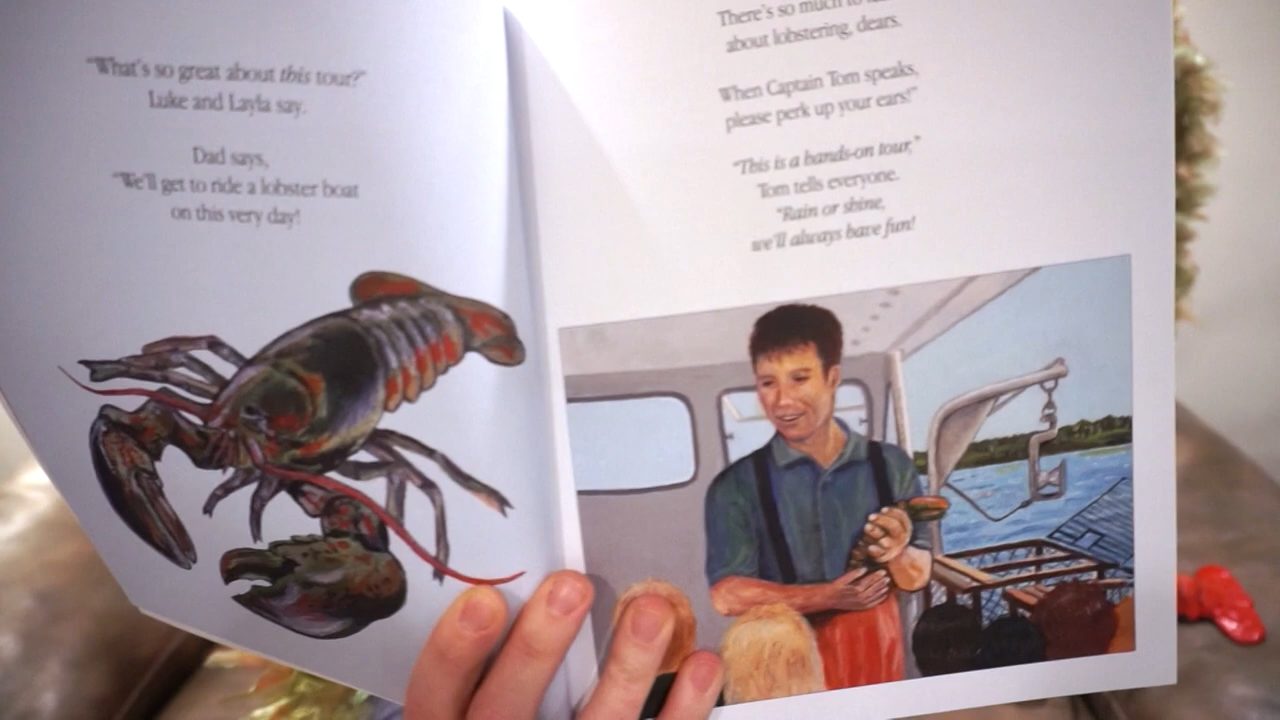 "What's so great about this tour?"
Luke and Layla say.
Dad says,
"We'll get to ride a lobster boat
on this very day!
There's so much to
about lobstering, dears.
When Captain Tom speaks,
please perk up your ears!"
"This is a hands-on tour,"
Tom tells everyone.
"Rain or shine,
we'll always have fun!